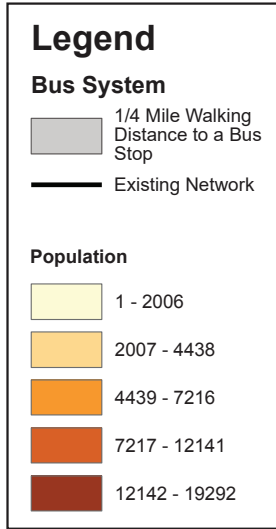 Legend
Bus System
1/4 Mile Walking
Distance to a Bus
Stop
Existing Network
Population
1 - 2006
2007 - 4438
4439 - 7216
7217 - 12141
12142 - 19292